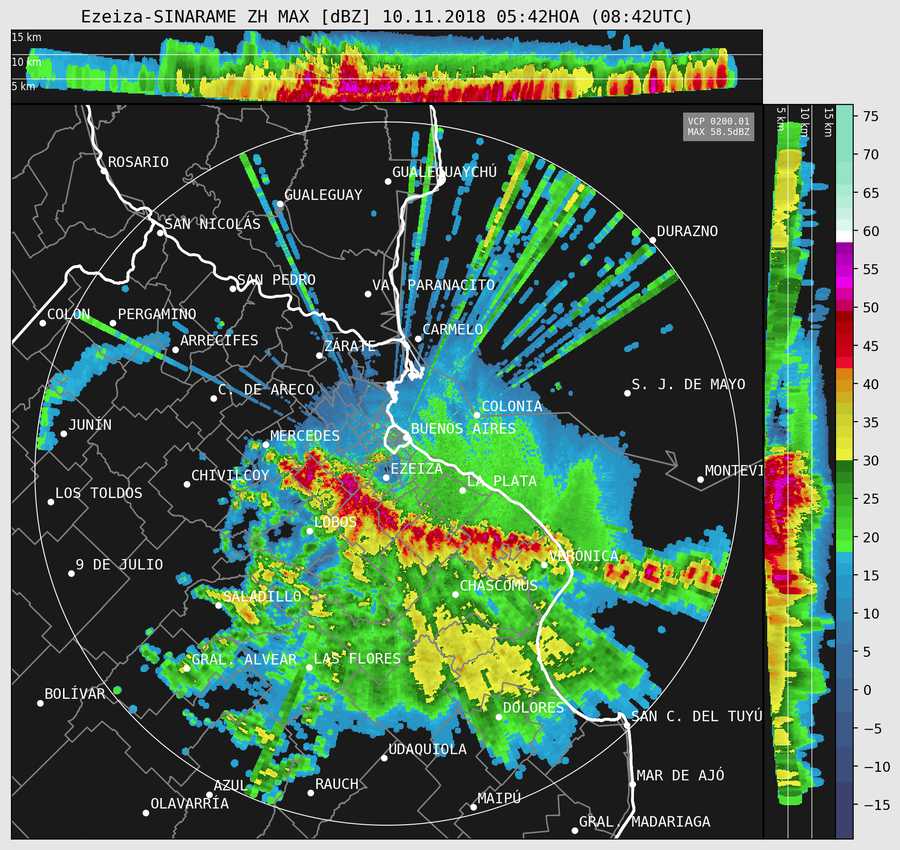 Ezeiza-SINARAME ZH MAX [dBZ] 10.11.2018 05:42HOA (08:42UTC)
15 km
10 km
5 km
VCP 0200.01
MAX 58.5dBZ
5 km
10 km
15 km
ROSARIO
GUALEGUAYCHÚ
GUALEGUAY
SAN NICOLÁS
DURAZNO
SAN PEDRO
VA. PARANACITO
COLÓN
PERGAMINO
CARMELO
ARRECIFES
ZÁRATE
S. J. DE MAYO
C. DE ARECO
COLONIA
JUNÍN
BUENOS AIRES
MERCEDES
EZEIZA
MONTEVI
CHIVILCOY
LA PLATA
LOS TOLDOS
LOBOS
VERÓNICA
9 DE JULIO
CHASCOMÚS
SALADILLO
GRAL. ALVEAR
LAS FLORES
BOLÍVAR
DOLORES
SAN C. DEL TUYÚ
UDAQUIOLA
MAR DE AJÓ
AZUL
RAUCH
OLAVARRÍA
MAIPÚ
GRAL. MADARIAGA
75
70
65
60
55
50
45
40
35
30
25
20
15
10
5
0
−5
−10
−15